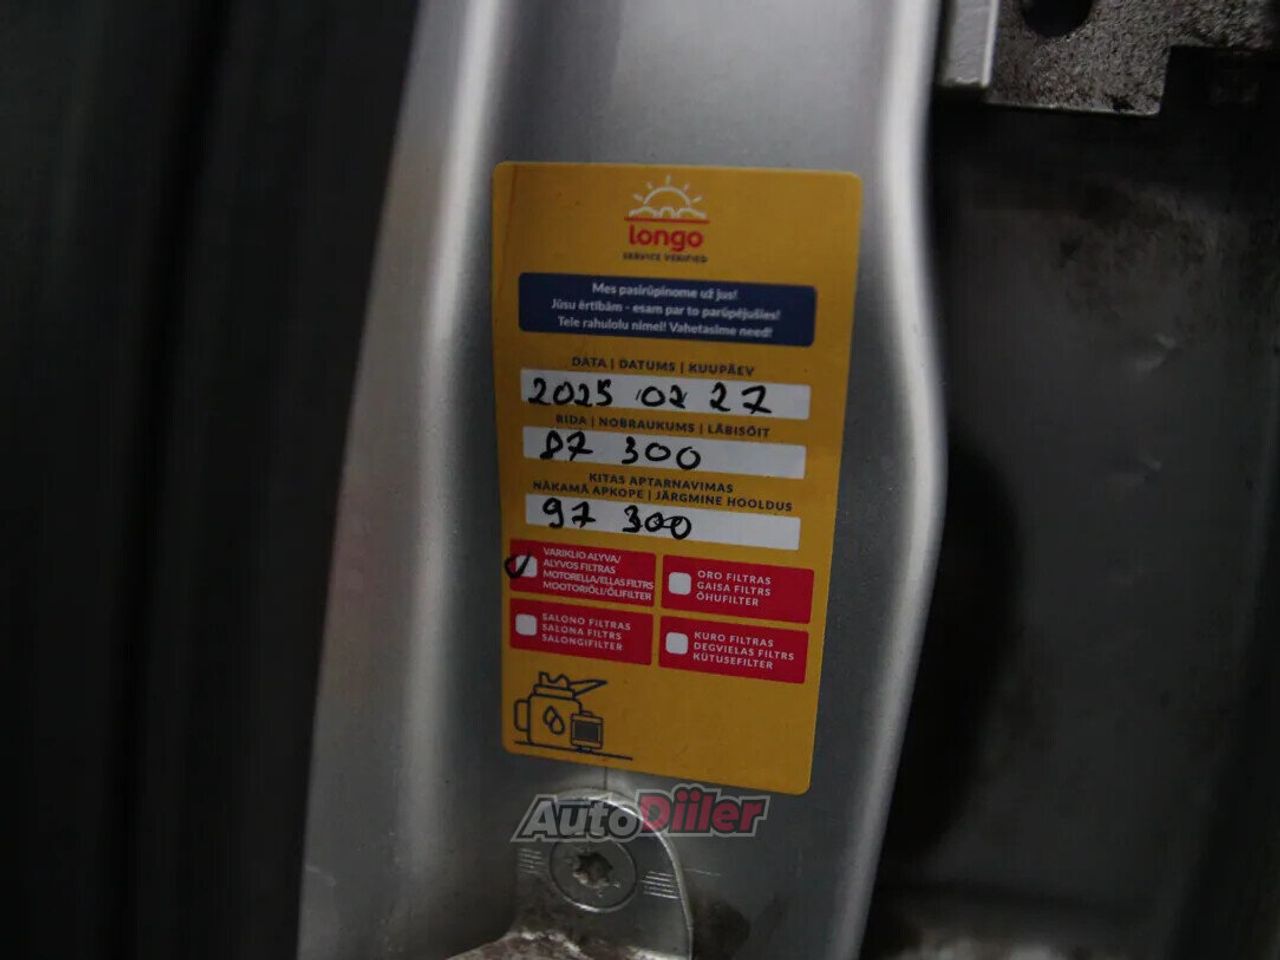 longo
SERVICE VERIFIED
Mes pasirūpinome už jus!
Jūsu ērtībām - esam par to parūpējušies!
Teie rahulolu nimel! Vahetasime need!
DATA | DATUMS | KUUPÄEV
2025 02 27
RIDA | NOBRAUKUMS | LÄBISÕIT
87 300
KITAS APTARNAVIMAS
NĀKAMĀ APKOPE | JÄRGMINE HOOLDUS
97 300
VARIKLIO ALYVA/
ALYVOS FILTRAS
MOTOREĻĻA/EĻĻAS FILTRS
MOOTORIÕLI/ÕLIFILTER
ORO FILTRAS
GAISA FILTRS
ÕHUFILTER
SALONO FILTRAS
SALONA FILTRS
SALONGIFILTER
KURO FILTRAS
DEGVIELAS FILTRS
KÜTUSEFILTER
AutoDiiler